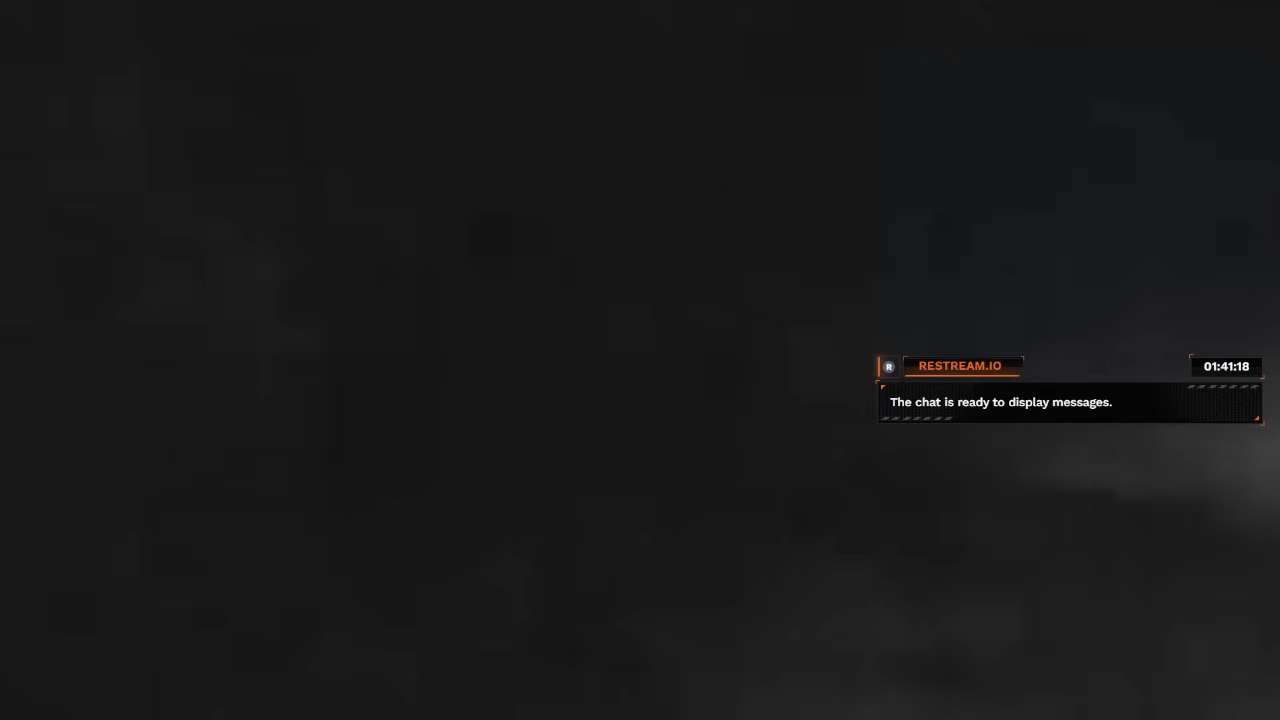 R RESTREAM.IO 01:41:18
The chat is ready to display messages.